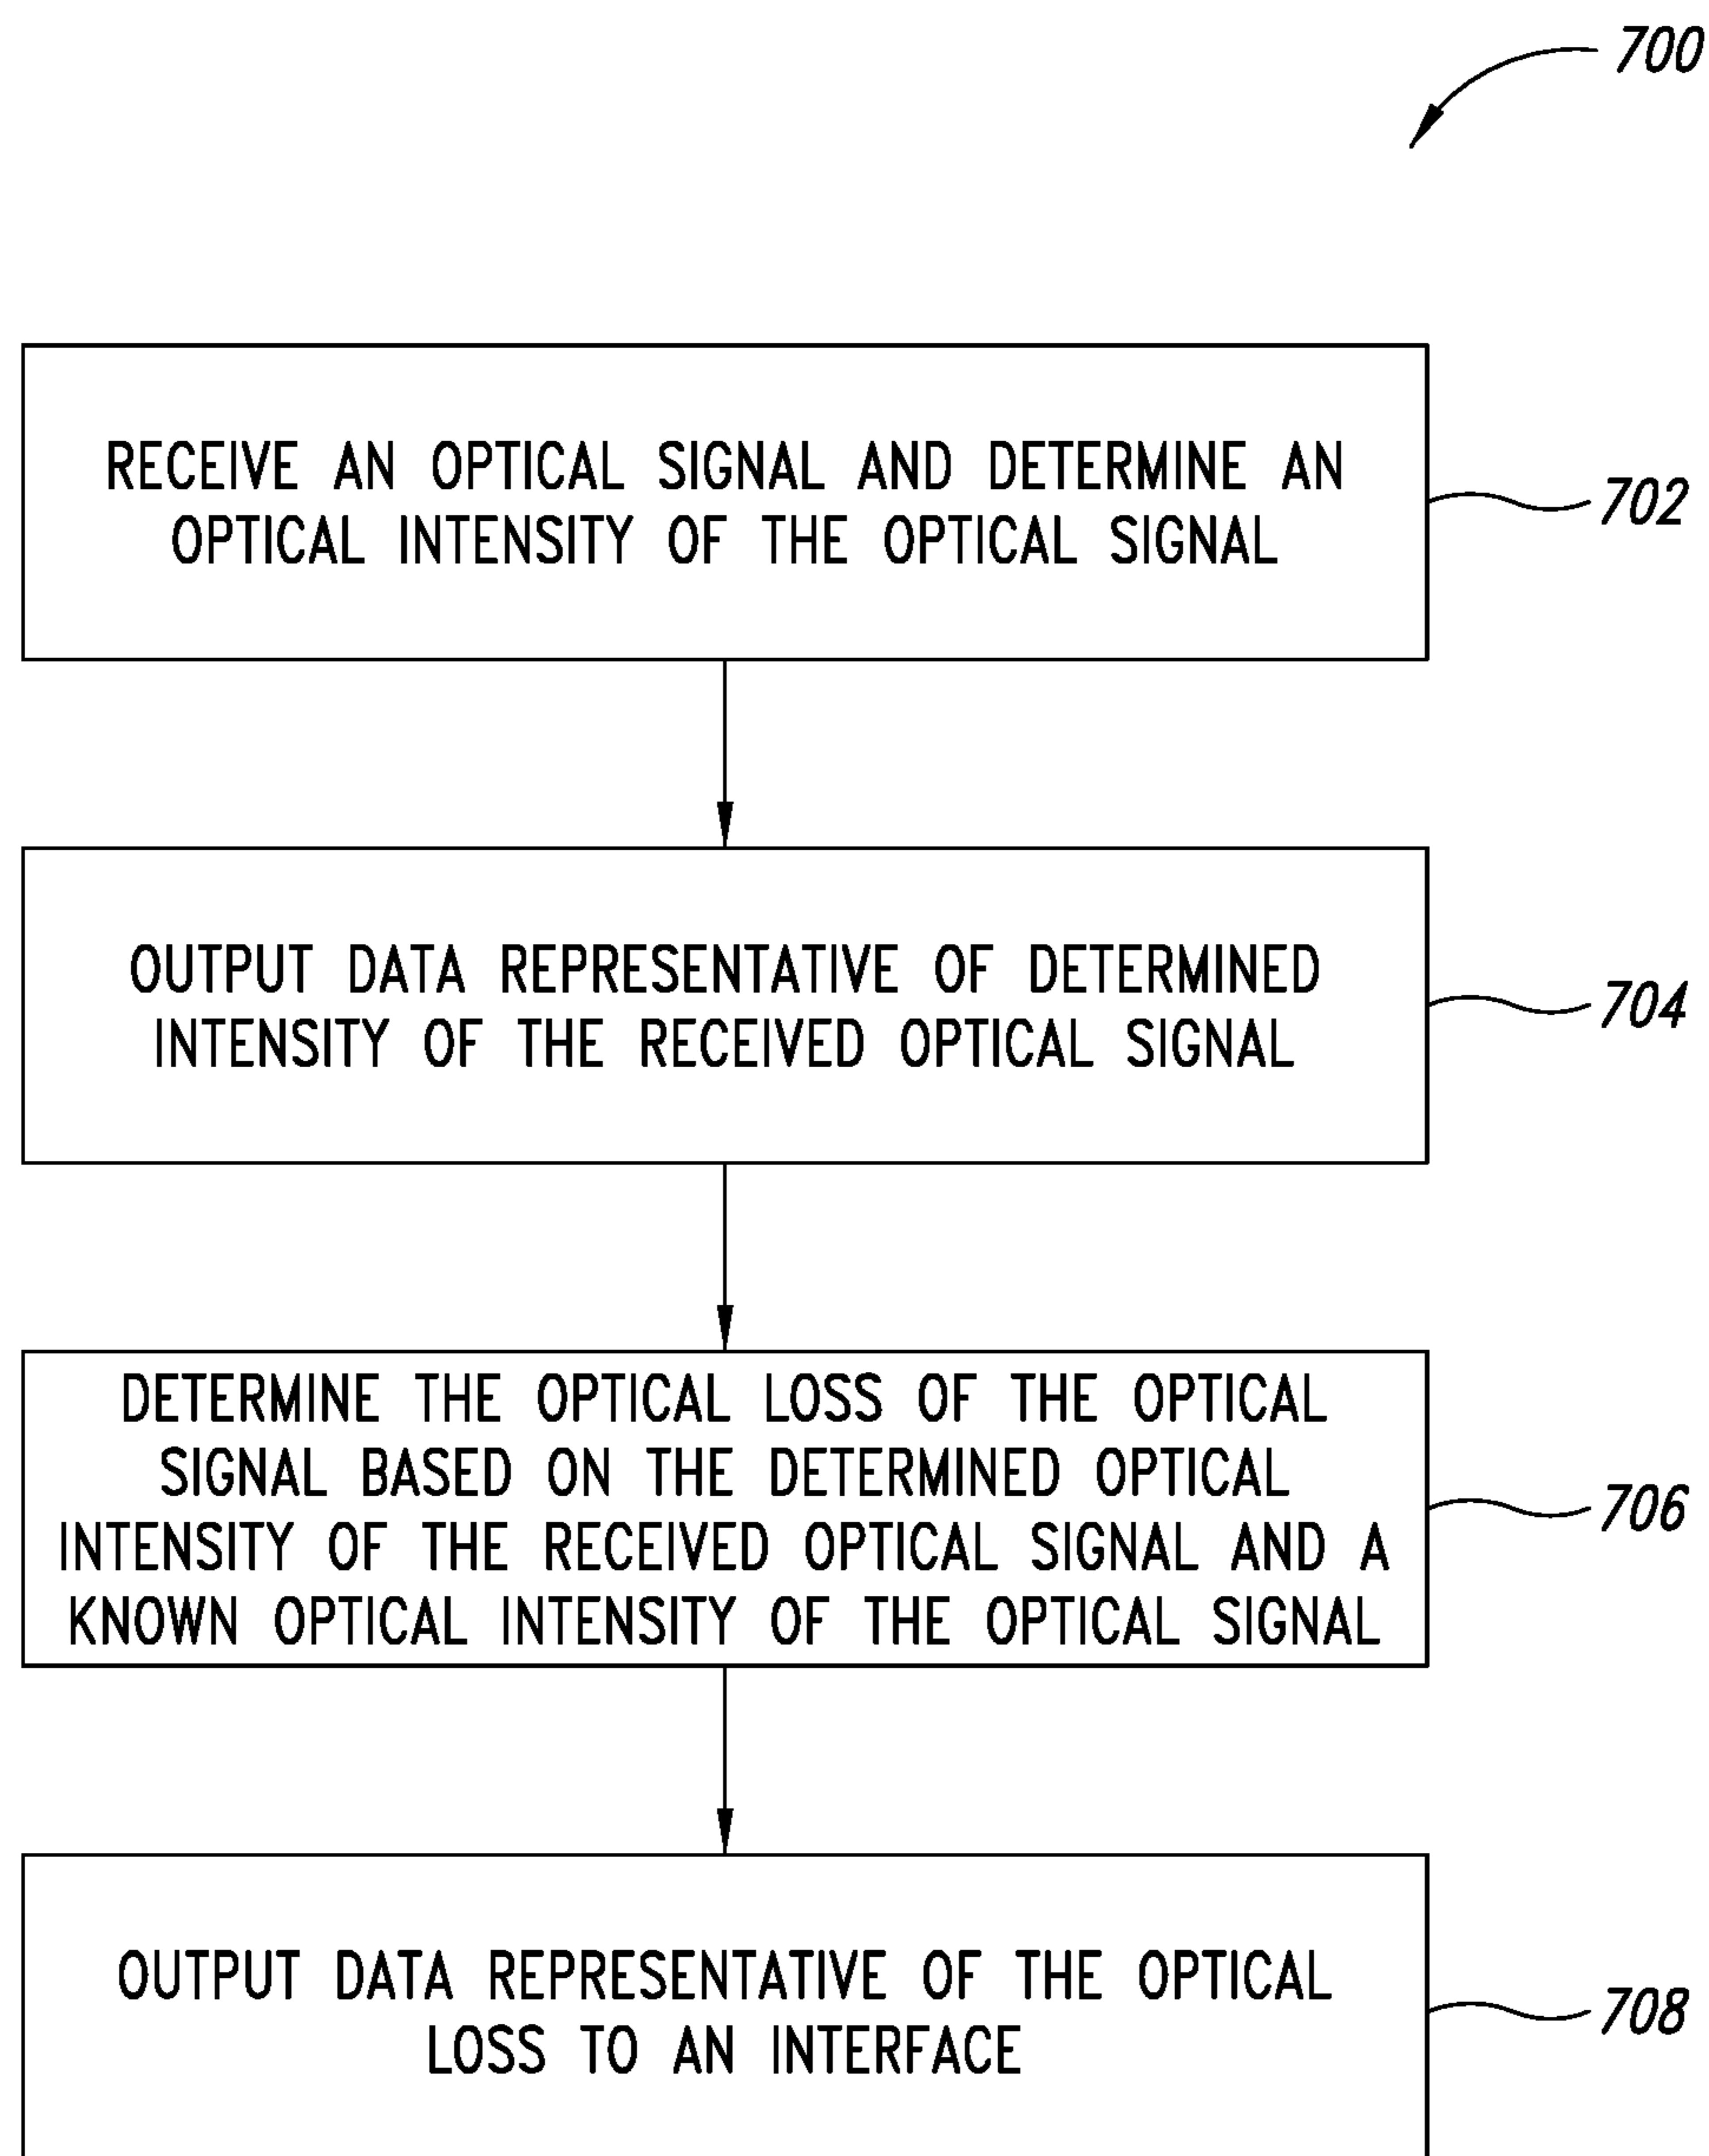 700
RECEIVE AN OPTICAL SIGNAL AND DETERMINE AN
OPTICAL INTENSITY OF THE OPTICAL SIGNAL
702
OUTPUT DATA REPRESENTATIVE OF DETERMINED
INTENSITY OF THE RECEIVED OPTICAL SIGNAL
704
DETERMINE THE OPTICAL LOSS OF THE OPTICAL
SIGNAL BASED ON THE DETERMINED OPTICAL
INTENSITY OF THE RECEIVED OPTICAL SIGNAL AND A
KNOWN OPTICAL INTENSITY OF THE OPTICAL SIGNAL
706
OUTPUT DATA REPRESENTATIVE OF THE OPTICAL
LOSS TO AN INTERFACE
708